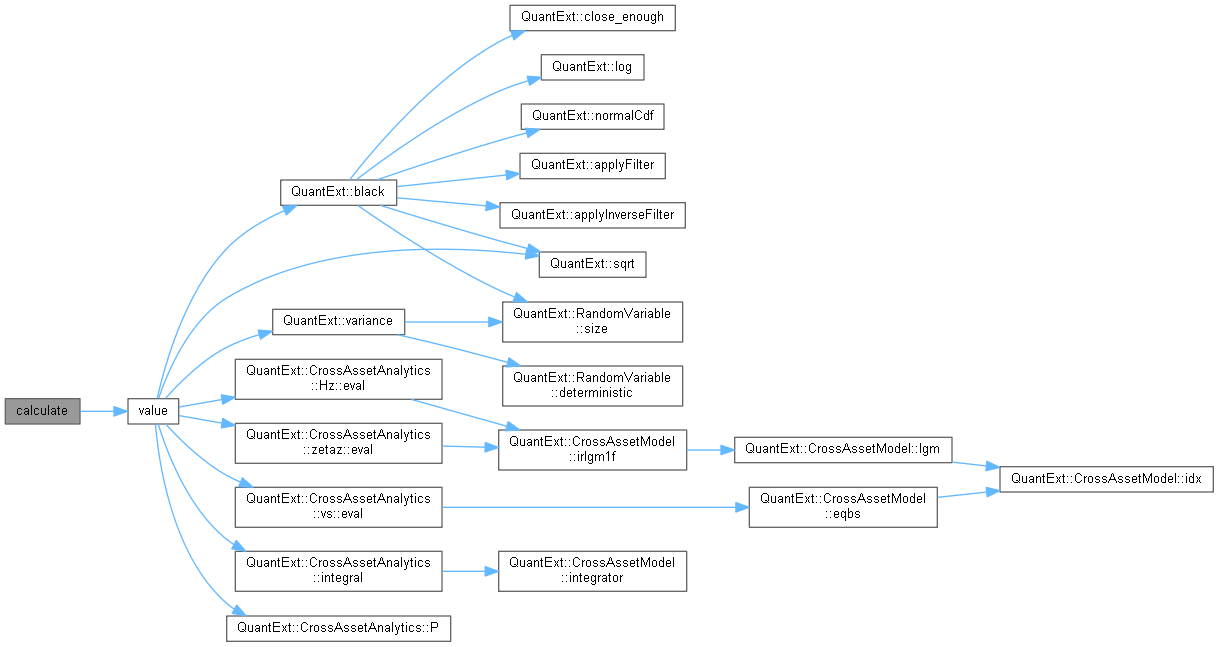 QuantExt::close_enough
QuantExt::log
QuantExt::normalCdf
QuantExt::applyFilter
QuantExt::black
QuantExt::applyInverseFilter
QuantExt::sqrt
QuantExt::RandomVariable
::size
QuantExt::variance
QuantExt::CrossAssetAnalytics
::Hz::eval
QuantExt::RandomVariable
::deterministic
calculate
value
QuantExt::CrossAssetAnalytics
::zetaz::eval
QuantExt::CrossAssetModel
::irlgm1f
QuantExt::CrossAssetModel::lgm
QuantExt::CrossAssetModel::idx
QuantExt::CrossAssetAnalytics
::vs::eval
QuantExt::CrossAssetModel
::eqbs
QuantExt::CrossAssetAnalytics
::integral
QuantExt::CrossAssetModel
::integrator
QuantExt::CrossAssetAnalytics::P